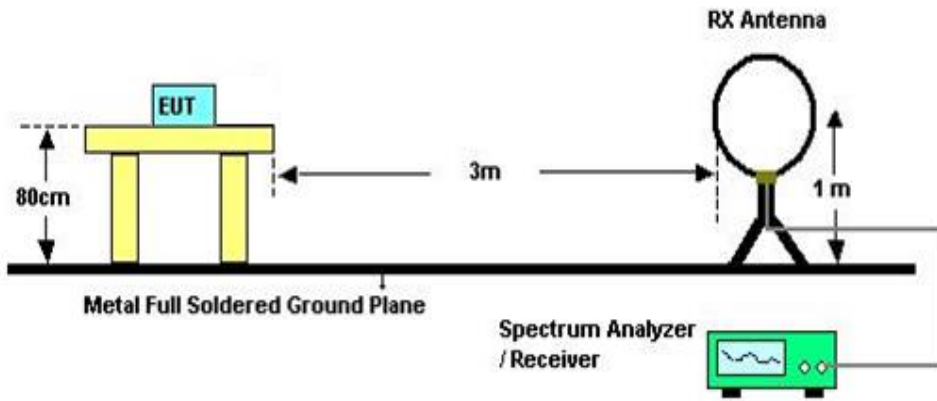 RX Antenna
EUT
3m
80cm
1 m
Metal Full Soldered Ground Plane
Spectrum Analyzer
/ Receiver